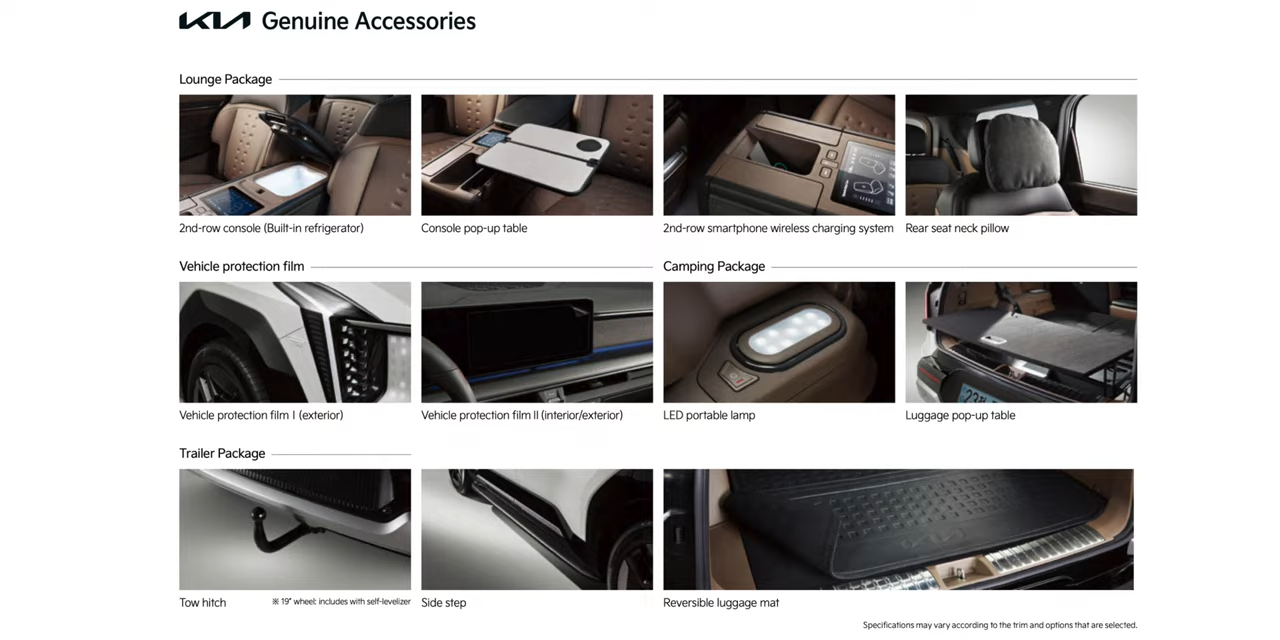 KIA Genuine Accessories
Lounge Package
2nd-row console (Built-in refrigerator)
Console pop-up table
2nd-row smartphone wireless charging system
Rear seat neck pillow
Vehicle protection film
Camping Package
Vehicle protection film Ⅰ (exterior)
Vehicle protection film Ⅱ (interior/exterior)
LED portable lamp
Luggage pop-up table
Trailer Package
Tow hitch
※ 19" wheel: includes with self-levelizer
Side step
Reversible luggage mat
Specifications may vary according to the trim and options that are selected.